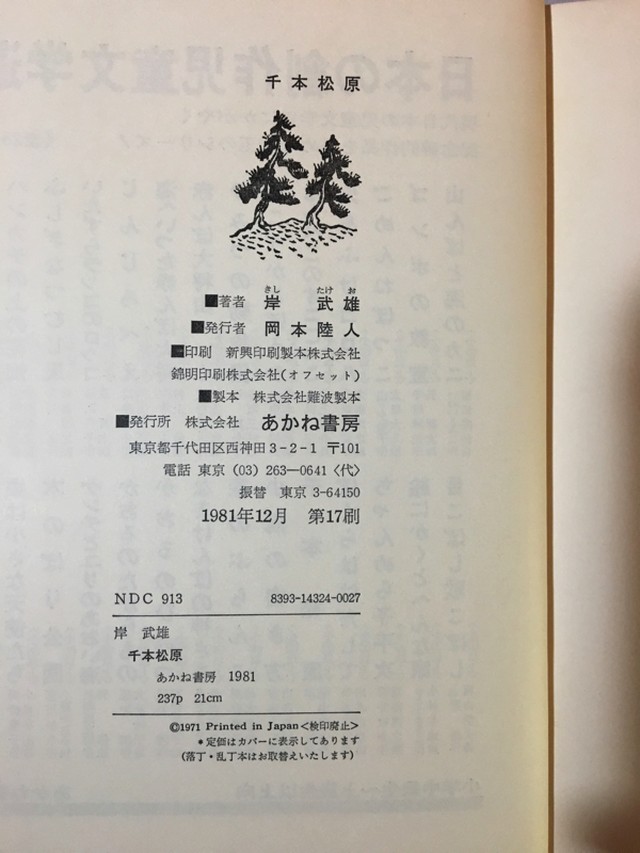 千本松原
■著者 岸 武雄
きし たけ お
■発行者 岡本陸人
■印刷 新興印刷製本株式会社
錦明印刷株式会社(オフセット)
■製本 株式会社難波製本
■発行所 株式会社 あかね書房
東京都千代田区西神田3-2-1 〒101
電話 東京 (03) 263―0641〈代〉
振替 東京 3-64150
1981年12月 第17刷
NDC 913 8393-14324-0027
岸 武雄
千本松原
あかね書房 1981
237p 21cm
©1971 Printed in Japan<検印廃止>
*定価はカバーに表示してあります
(落丁・乱丁本はお取替えいたします)